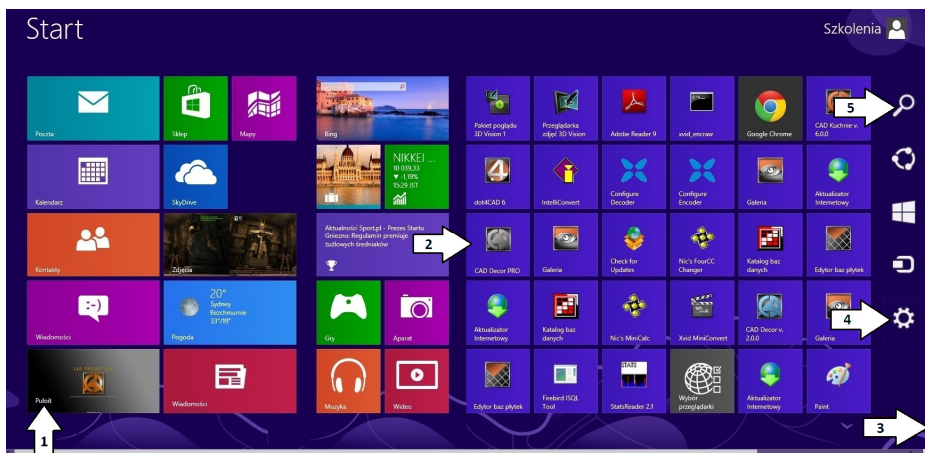 Start
Szkolenia
Poczta
Sklep
Mapy
Bing
Pakiet poglądu
3D Vision 1
Przeglądarka
zdjęć 3D Vision
Adobe Reader 9
xvid_encraw
Google Chrome
CAD Kuchnie v.
6.0.0
5
Kalendarz
SkyDrive
NIKKEI ...
10 039,33
▼ -1,19%
15:29 JST
dot4CAD 6
IntelliConvert
Configure
Decoder
Configure
Encoder
Galeria
Aktualizator
Internetowy
Kontakty
Zdjęcia
Aktualności Sport.pl - Prezes Startu
Gniezno: Regulamin premiuje
żużlowych średniaków
2
CAD Decor PRO
Galeria
Check for
Updates
Nic's FourCC
Changer
Katalog baz
danych
Edytor baz płytek
Wiadomości
20°
Sydney
Bezchmurnie
33°/19°
Pogoda
Gry
Aparat
Aktualizator
Internetowy
Katalog baz
danych
Nic's MiniCalc
Xvid MiniConvert
CAD Decor v.
2.0.0
Galeria
4
CAD PROJEKT K&A
Pulpit
Wiadomości
Muzyka
Wideo
Edytor baz płytek
Firebird ISQL
Tool
STATS
StatsReader 2.1
Wybór
przeglądarki
Aktualizator
Internetowy
Paint
1
3